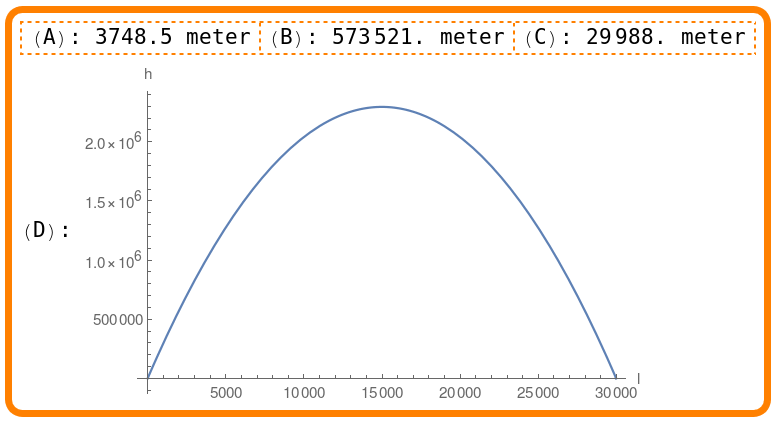 (A): 3748.5 meter (B): 573521. meter (C): 29988. meter
h
2.0×10⁶
1.5×10⁶
(D):
1.0×10⁶
500000
5000 10000 15000 20000 25000 30000 l